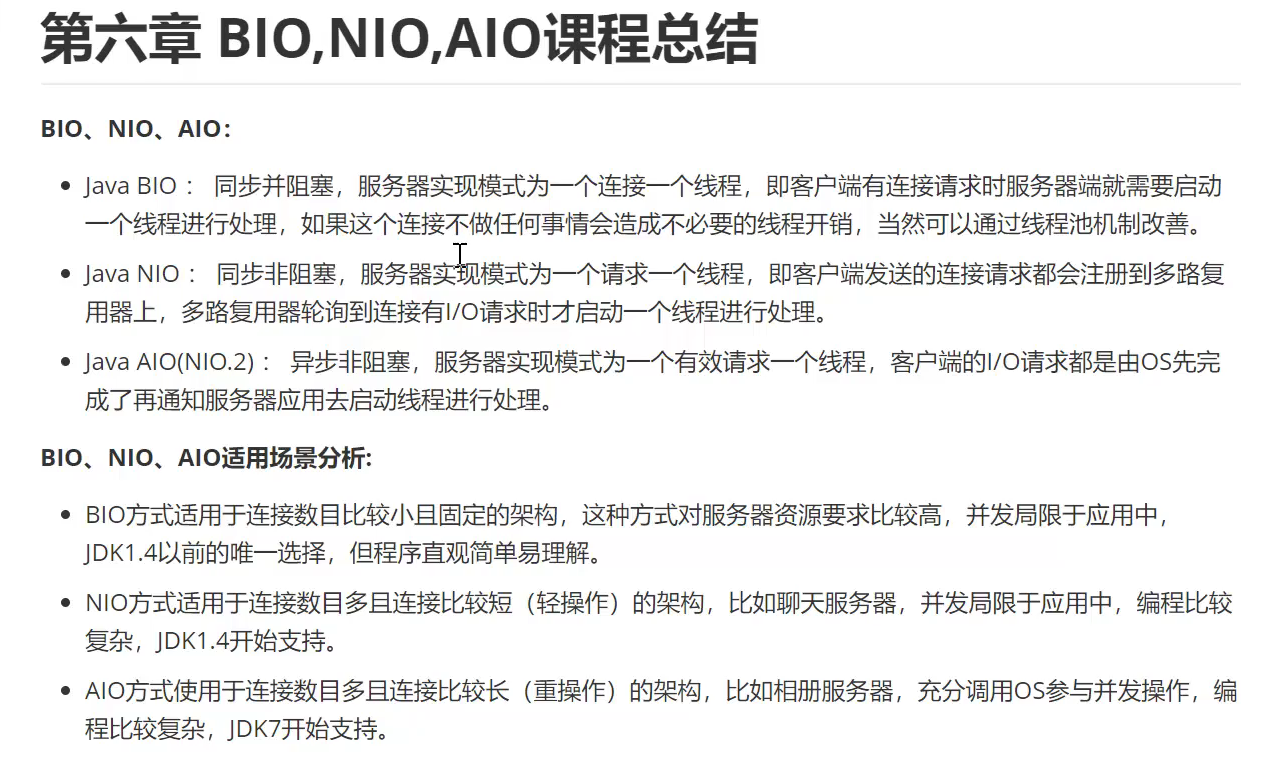 第六章 BIO,NIO,AIO课程总结
BIO、NIO、AIO：
Java BIO ： 同步并阻塞，服务器实现模式为一个连接一个线程，即客户端有连接请求时服务器端就需要启动
一个线程进行处理，如果这个连接不做任何事情会造成不必要的线程开销，当然可以通过线程池机制改善。
Java NIO ： 同步非阻塞，服务器实现模式为一个请求一个线程，即客户端发送的连接请求都会注册到多路复
用器上，多路复用器轮询到连接有I/O请求时才启动一个线程进行处理。
Java AIO(NIO.2) ： 异步非阻塞，服务器实现模式为一个有效请求一个线程，客户端的I/O请求都是由OS先完
成了再通知服务器应用去启动线程进行处理。
BIO、NIO、AIO适用场景分析:
BIO方式适用于连接数目比较小且固定的架构，这种方式对服务器资源要求比较高，并发局限于应用中，
JDK1.4以前的唯一选择，但程序直观简单易理解。
NIO方式适用于连接数目多且连接比较短（轻操作）的架构，比如聊天服务器，并发局限于应用中，编程比较
复杂，JDK1.4开始支持。
AIO方式使用于连接数目多且连接比较长（重操作）的架构，比如相册服务器，充分调用OS参与并发操作，编
程比较复杂，JDK7开始支持。